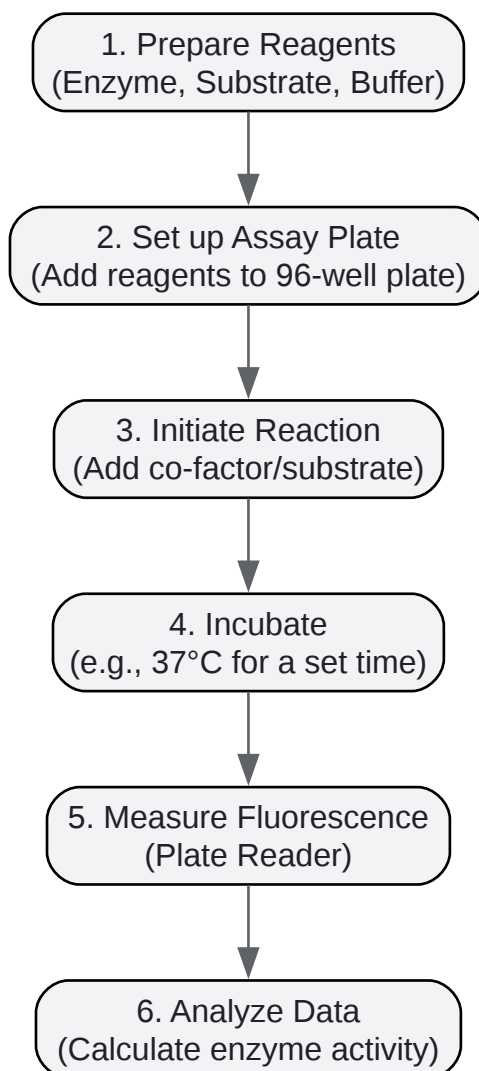 1. Prepare Reagents
(Enzyme, Substrate, Buffer)
2. Set up Assay Plate
(Add reagents to 96-well plate)
3. Initiate Reaction
(Add co-factor/substrate)
4. Incubate
(e.g., 37°C for a set time)
5. Measure Fluorescence
(Plate Reader)
6. Analyze Data
(Calculate enzyme activity)